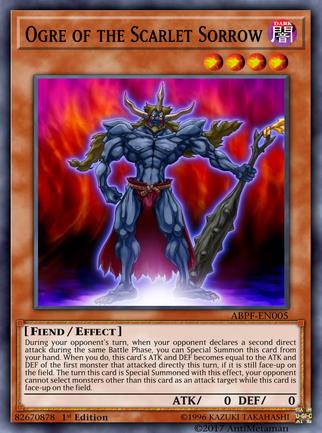 Ogre of the Scarlet Sorrow
DARK
闇
ABPF-EN005
[Fiend / Effect]
During your opponent's turn, when your opponent declares a second direct
attack during the same Battle Phase, you can Special Summon this card from
your hand. When you do, this card's ATK and DEF becomes equal to the ATK
and DEF of the first monster that attacked directly this turn, if it is still face-up on
the field. The turn this card is Special Summoned with this effect, your opponent
cannot select monsters other than this card as an attack target while this card is
face-up on the field.
ATK/ 0 DEF/ 0
82670878 1st Edition ©1996 KAZUKI TAKAHASHI
©2017 AntiMetaman